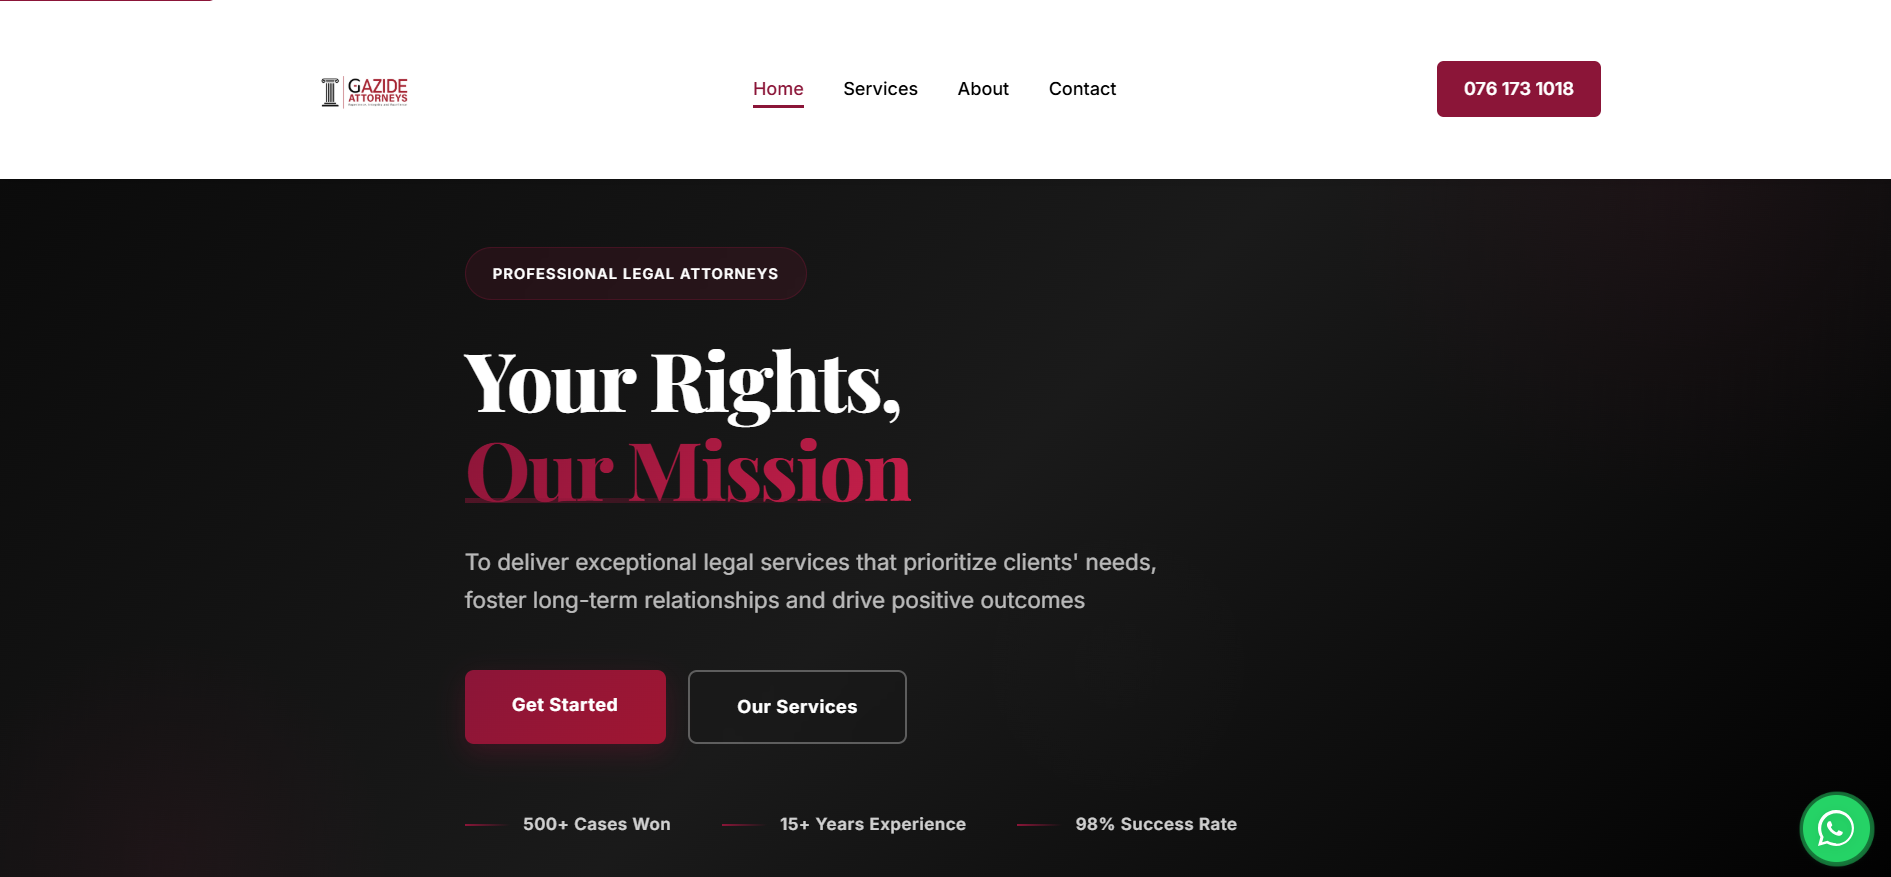 GAZIDE
ATTORNEYS
Home
Services
About
Contact
076 173 1018
PROFESSIONAL LEGAL ATTORNEYS
Your Rights,
Our Mission
To deliver exceptional legal services that prioritize clients' needs,
foster long-term relationships and drive positive outcomes
Get Started
Our Services
500+ Cases Won
15+ Years Experience
98% Success Rate